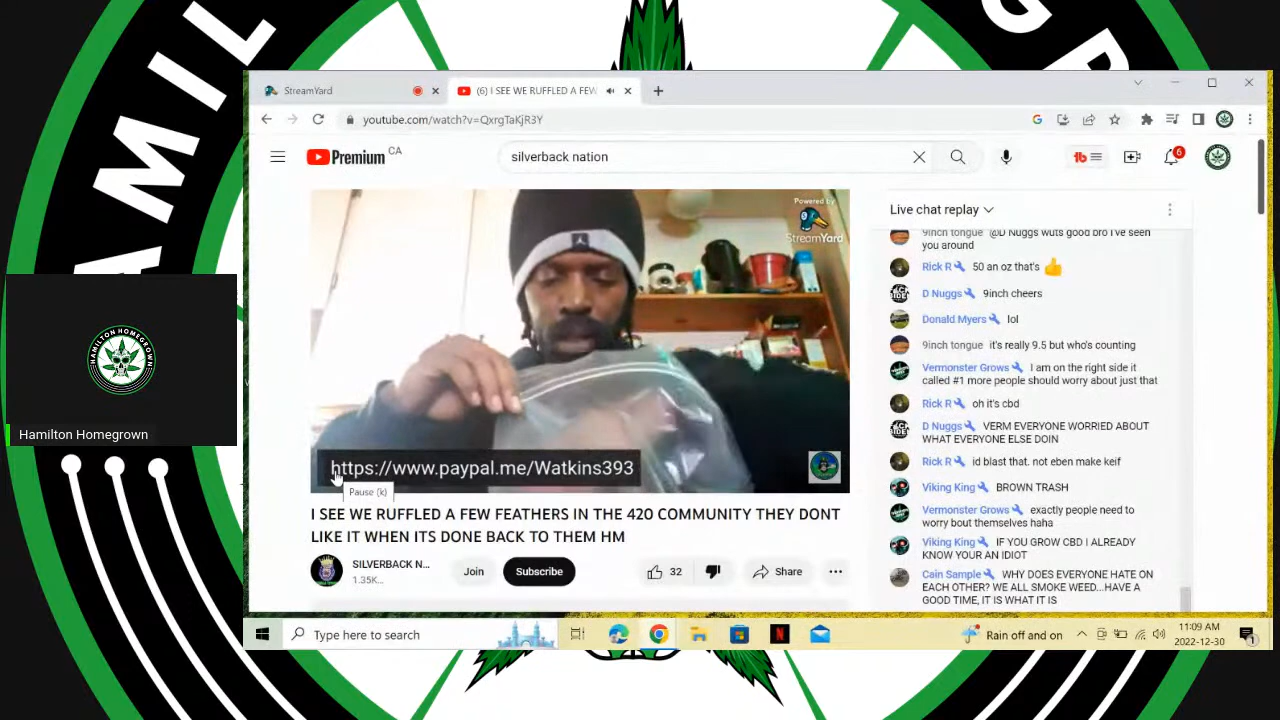 AMIL
GR
StreamYard
(6) I SEE WE RUFFLED A FEW
youtube.com/watch?v=QxrgTaKjR3Y
Premium CA
silverback nation
6
Powered by
StreamYard
https://www.paypal.me/Watkins393
Pause (k)
I SEE WE RUFFLED A FEW FEATHERS IN THE 420 COMMUNITY THEY DONT
LIKE IT WHEN ITS DONE BACK TO THEM HM
SILVERBACK N...
1.35K...
Join
Subscribe
32
Share
Live chat replay
9inch tongue @D Nuggs wuts good bro I've seen
you around
Rick R 50 an oz that's 👍
D Nuggs 9inch cheers
Donald Myers lol
9inch tongue it's really 9.5 but who's counting
Vermonster Grows I am on the right side it
called #1 more people should worry about just that
Rick R oh it's cbd
D Nuggs VERM EVERYONE WORRIED ABOUT
WHAT EVERYONE ELSE DOIN
Rick R id blast that. not eben make keif
Viking King BROWN TRASH
Vermonster Grows exactly people need to
worry bout themselves haha
Viking King IF YOU GROW CBD I ALREADY
KNOW YOUR AN IDIOT
Cain Sample WHY DOES EVERYONE HATE ON
EACH OTHER? WE ALL SMOKE WEED...HAVE A
GOOD TIME, IT IS WHAT IT IS
HAMILTON HOMEGROWN
Hamilton Homegrown
Type here to search
Rain off and on
11:09 AM
2022-12-30
1